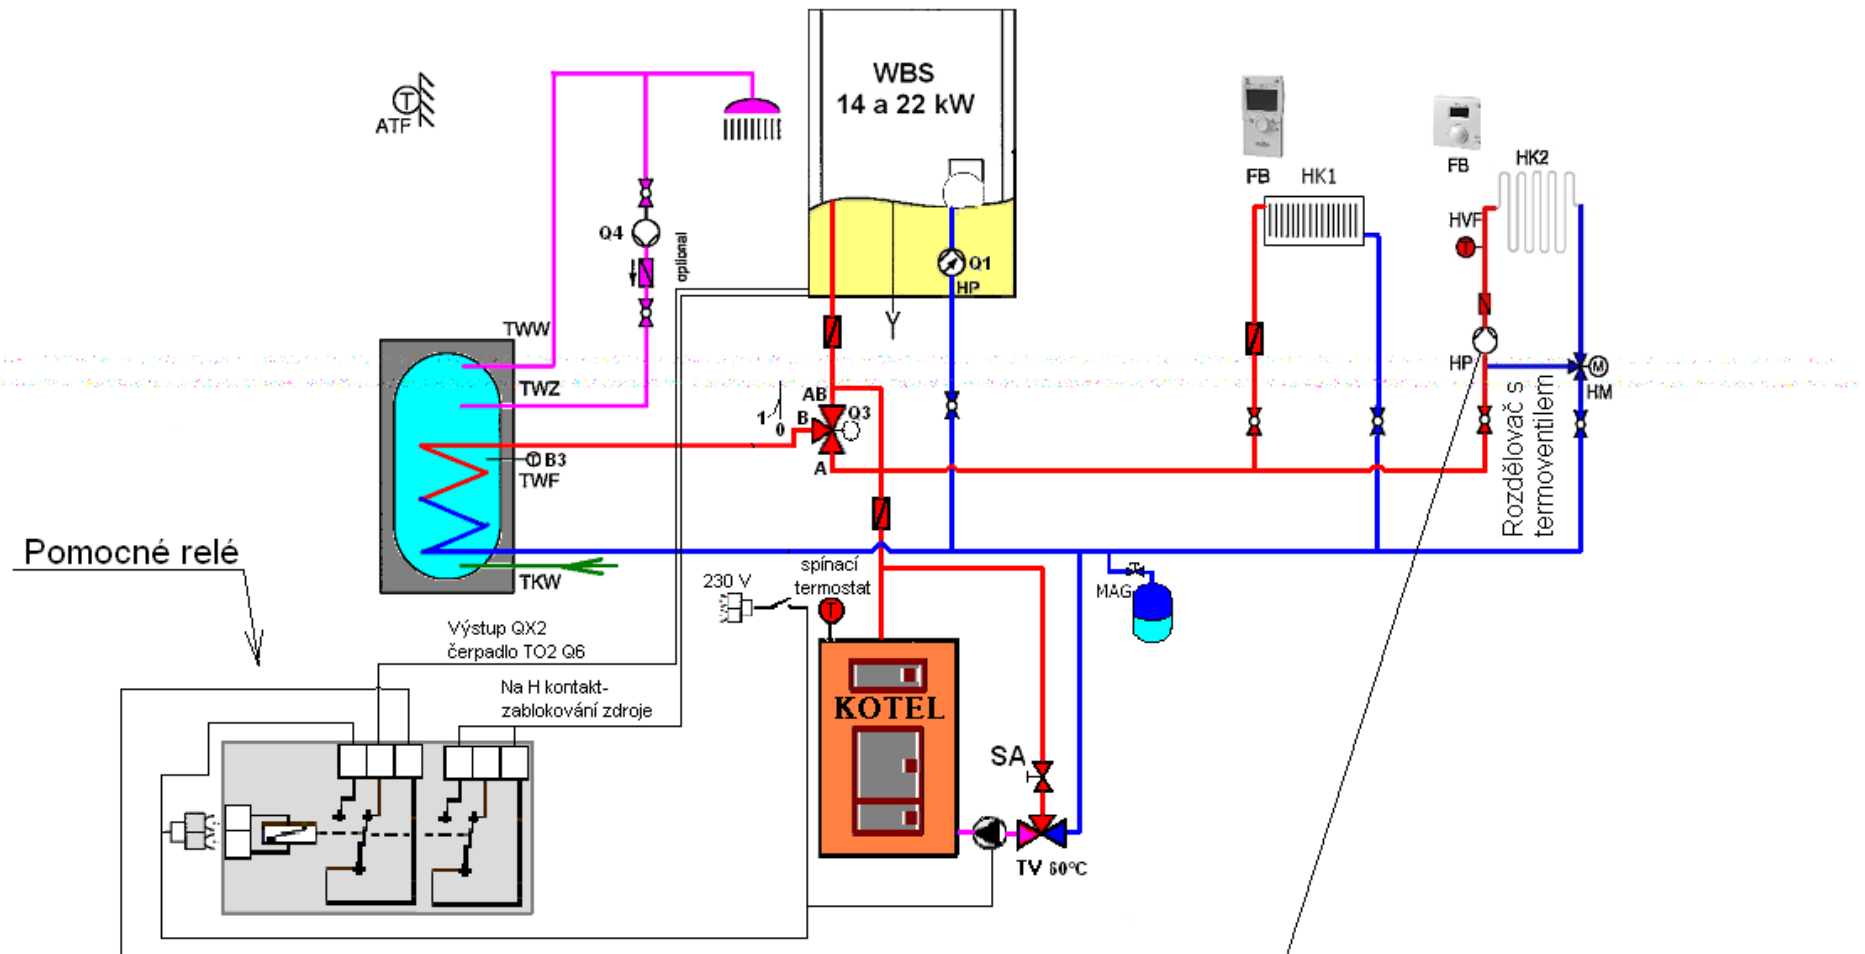 WBS
14 a 22 kW
ATF
FB
HK1
FB
HK2
HVF
Q4
optional
Q1
HP
TWW
TWZ
AB
B
Q3
1
0
A
HP
M
HM
Rozdělovač s
termoventilem
T
B3
TWF
TKW
Pomocné relé
230 V
spínací
termostat
T
MAG
Výstup QX2
čerpadlo TO2 Q6
Na H kontakt-
zablokování zdroje
KOTEL
SA
TV 60°C